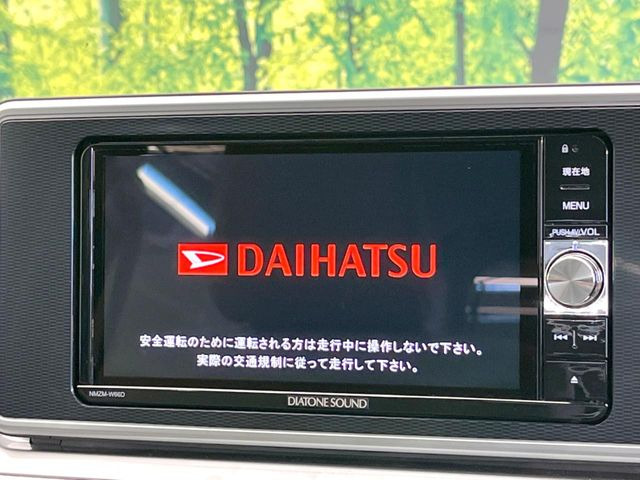 現在地
MENU
PUSH AV/VOL
DAIHATSU
安全運転のために運転される方は走行中に操作しないで下さい。
実際の交通規制に従って走行して下さい。
NMZM-W66D
DIATONE SOUND